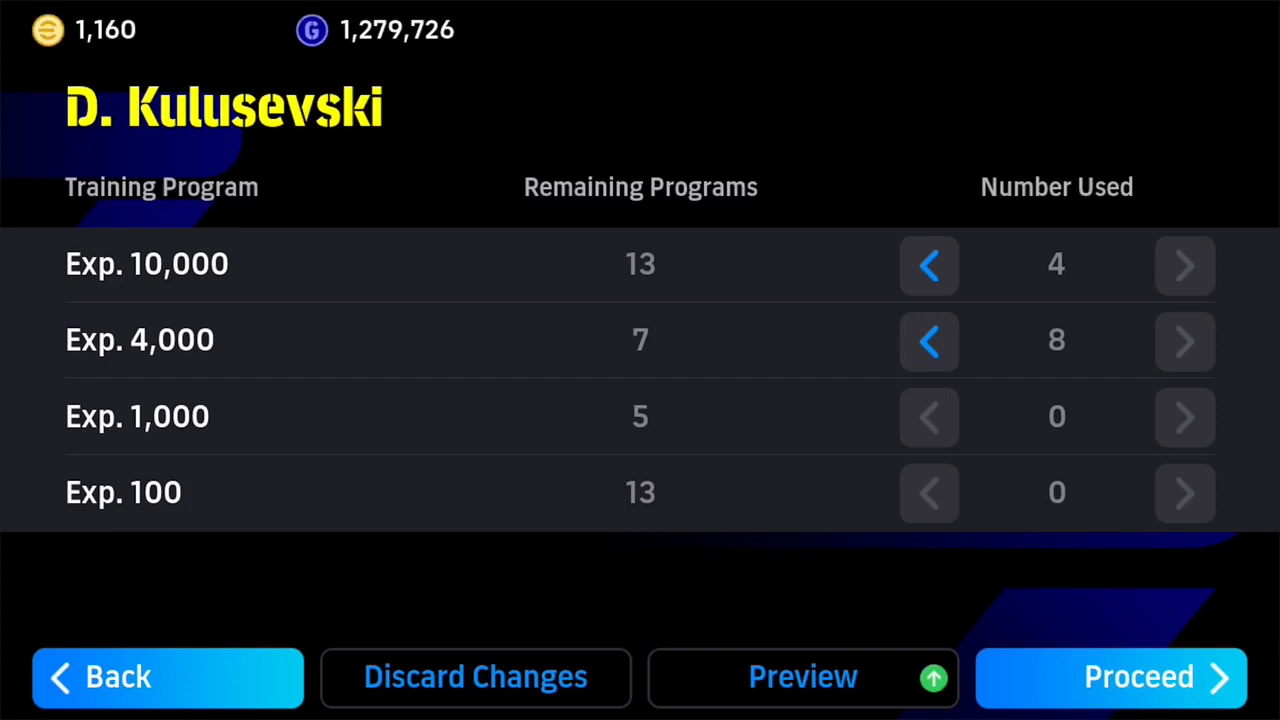 1,160 G 1,279,726
D. Kulusevski
Training Program Remaining Programs Number Used
Exp. 10,000 13 4
Exp. 4,000 7 8
Exp. 1,000 5 0
Exp. 100 13 0
Back Discard Changes Preview Proceed